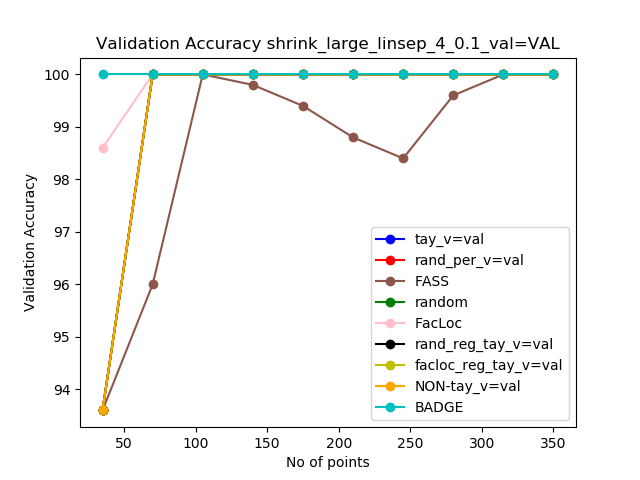 Validation Accuracy shrink_large_linsep_4_0.1_val=VAL
100
99
98
97
96
95
94
Validation Accuracy
tay_v=val
rand_per_v=val
FASS
random
FacLoc
rand_reg_tay_v=val
facloc_reg_tay_v=val
NON-tay_v=val
BADGE
50 100 150 200 250 300 350
No of points